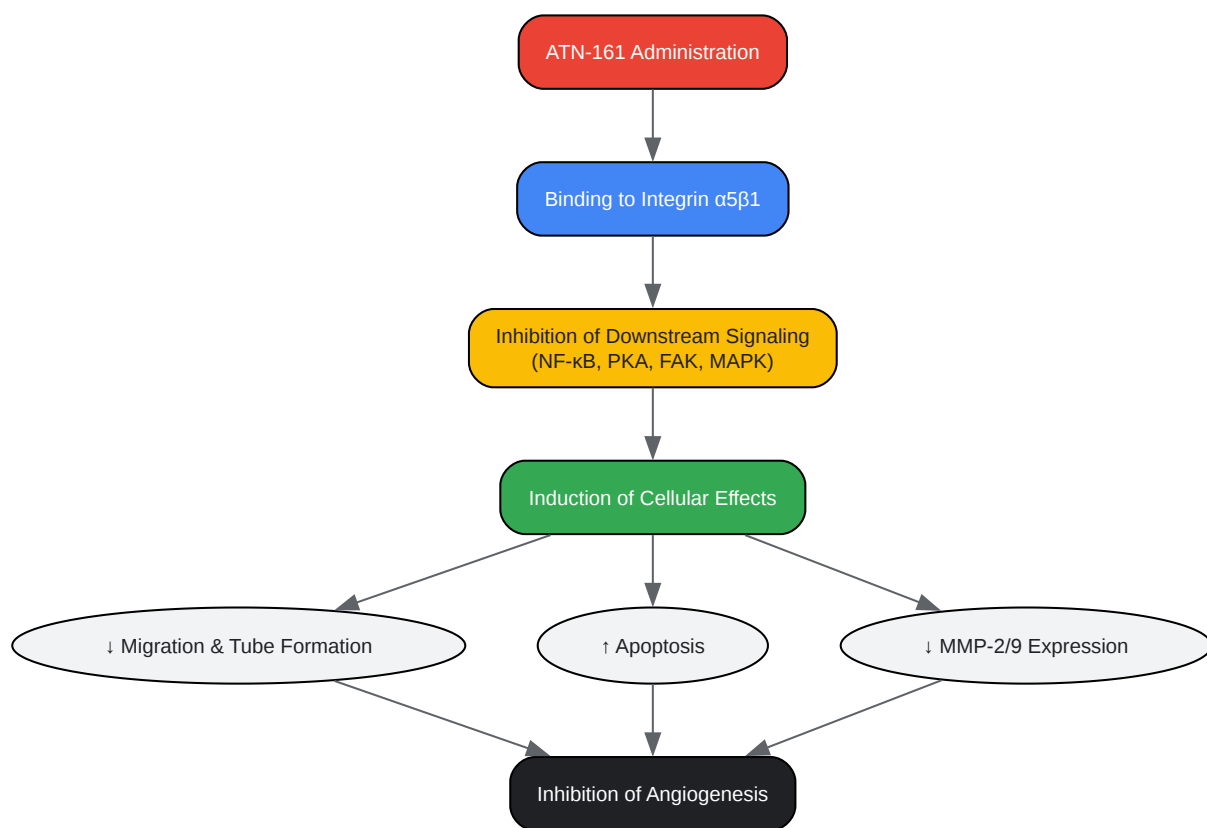 ATN-161 Administration
Binding to Integrin α5β1
Inhibition of Downstream Signaling
(NF-κB, PKA, FAK, MAPK)
Induction of Cellular Effects
↓ Migration & Tube Formation
↑ Apoptosis
↓ MMP-2/9 Expression
Inhibition of Angiogenesis